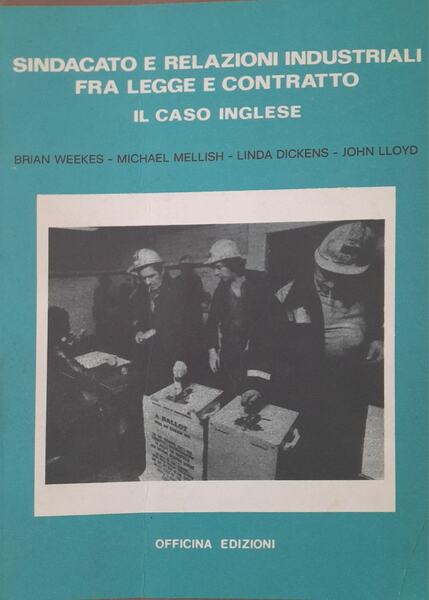 SINDACATO E RELAZIONI INDUSTRIALI
FRA LEGGE E CONTRATTO
IL CASO INGLESE
BRIAN WEEKES - MICHAEL MELLISH - LINDA DICKENS - JOHN LLOYD
A BALLOT
OFFICINA EDIZIONI